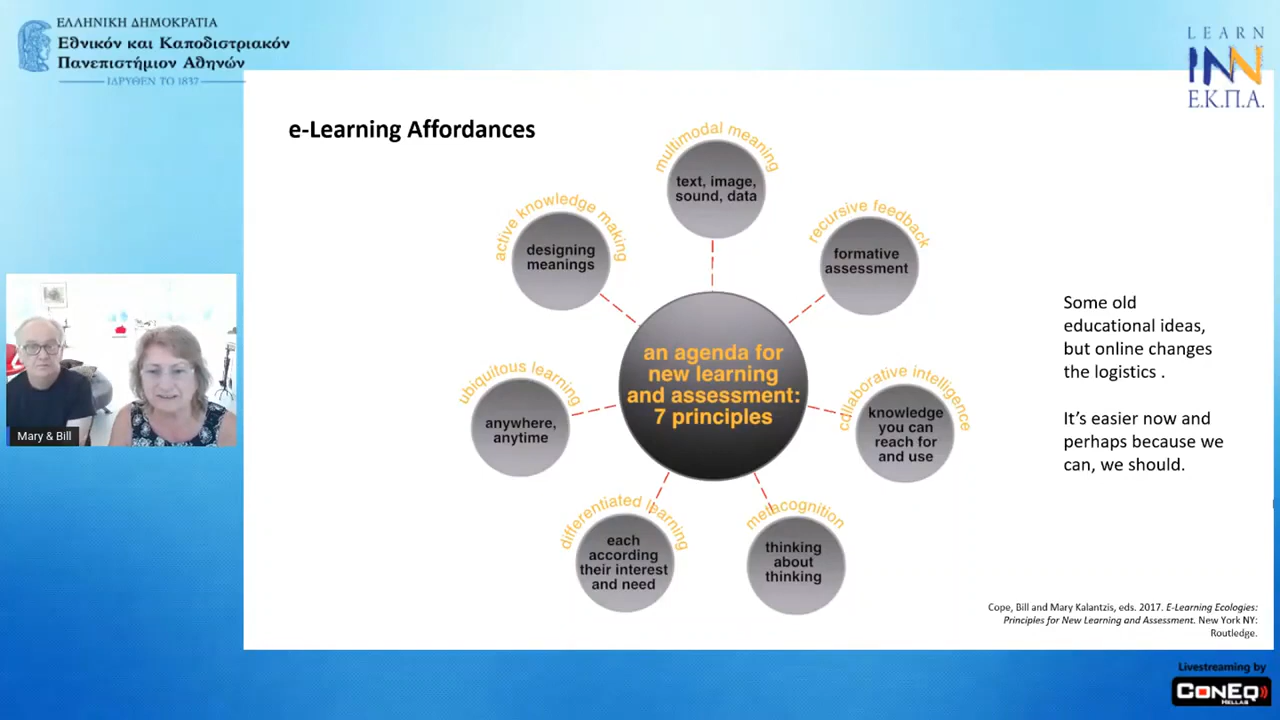 ΕΛΛΗΝΙΚΗ ΔΗΜΟΚΡΑΤΙΑ
Εθνικόν και Καποδιστριακόν
Πανεπιστήμιον Αθηνών
ΙΔΡΥΘΕΝ ΤΟ 1837
LEARN
INN
Ε.Κ.Π.Α.
e-Learning Affordances
multimodal meaning
text, image,
sound, data
active knowledge making
designing
meanings
recursive feedback
formative
assessment
an agenda for
new learning
and assessment:
7 principles
ubiquitous learning
anywhere,
anytime
collaborative intelligence
knowledge
you can
reach for
and use
differentiated learning
each
according
their interest
and need
metacognition
thinking
about
thinking
Some old
educational ideas,
but online changes
the logistics .
It’s easier now and
perhaps because we
can, we should.
Mary & Bill
Cope, Bill and Mary Kalantzis, eds. 2017. E-Learning Ecologies:
Principles for New Learning and Assessment. New York NY:
Routledge.
Livestreaming by
CONEQ
HELLAS